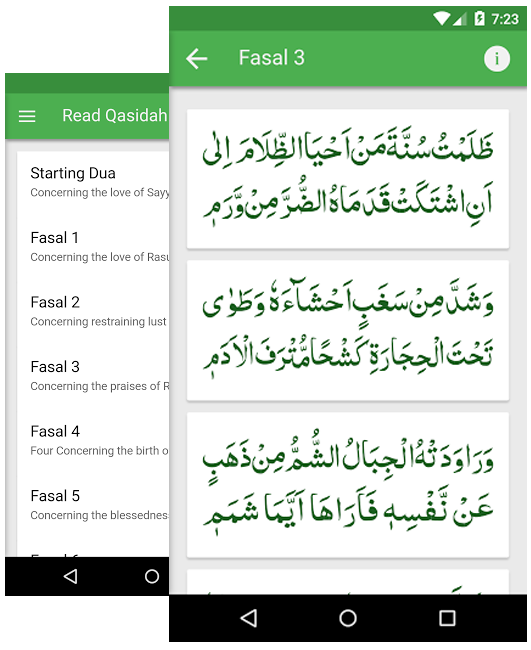 Read Qasidah
Starting Dua
Concerning the love of Sayy
Fasal 1
Concerning the love of Rasu
Fasal 2
Concerning restraining lust
Fasal 3
Concerning the praises of R
Fasal 4
Four Concerning the birth o
Fasal 5
Concerning the blessednes
7:23
Fasal 3
i
ظَلَمْتُ سُنَّةَ مَنْ اَحْيَا الظِّلَامَ اِلٰى
اَنِ اشْتَكَتْ قَدَمَاهُ الضُّرَّ مِنْ وَّرَمٖ
وَشَدَّ مِنْ سَغَبٍ اَحْشَآءَهٗ وَطَوٰى
تَحْتَ الْحِجَارَةِ كَشْحًا مُّتْرَفَ الْاَدَمٖ
وَرَاوَدَتْهُ الْجِبَالُ الشُّمُّ مِنْ ذَهَبٍ
عَنْ نَّفْسِهٖ فَاَرَاهَا اَيَّمَا شَمَمٖ